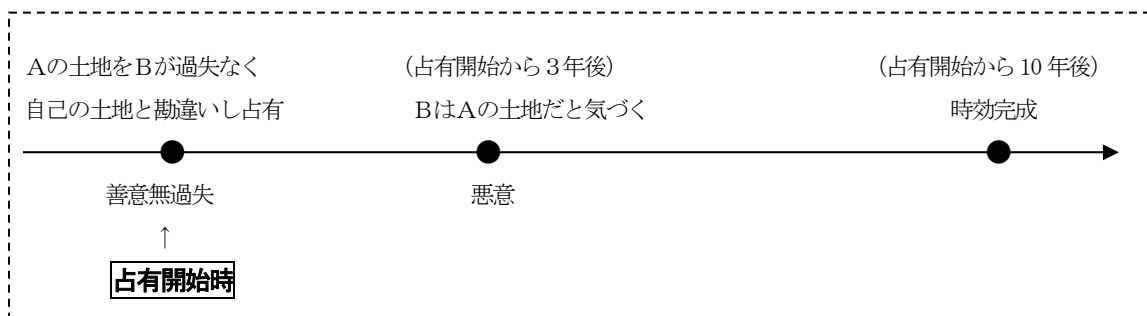 Aの土地をBが過失なく
自己の土地と勘違いし占有
(占有開始から3年後)
BはAの土地だと気づく
(占有開始から10年後)
時効完成
善意無過失
悪意
↑
占有開始時